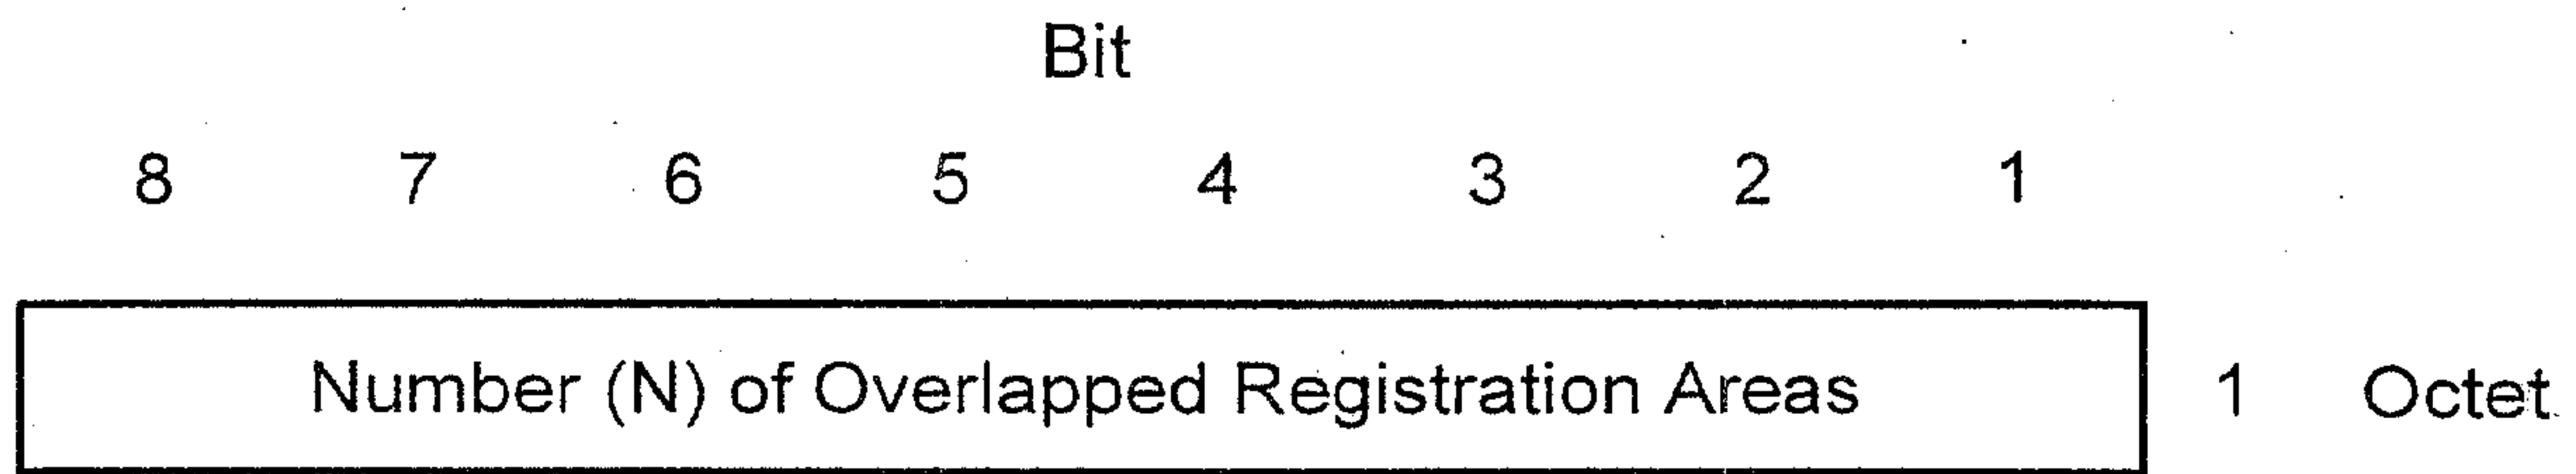 Bit
8 7 6 5 4 3 2 1
Number (N) of Overlapped Registration Areas 1 Octet